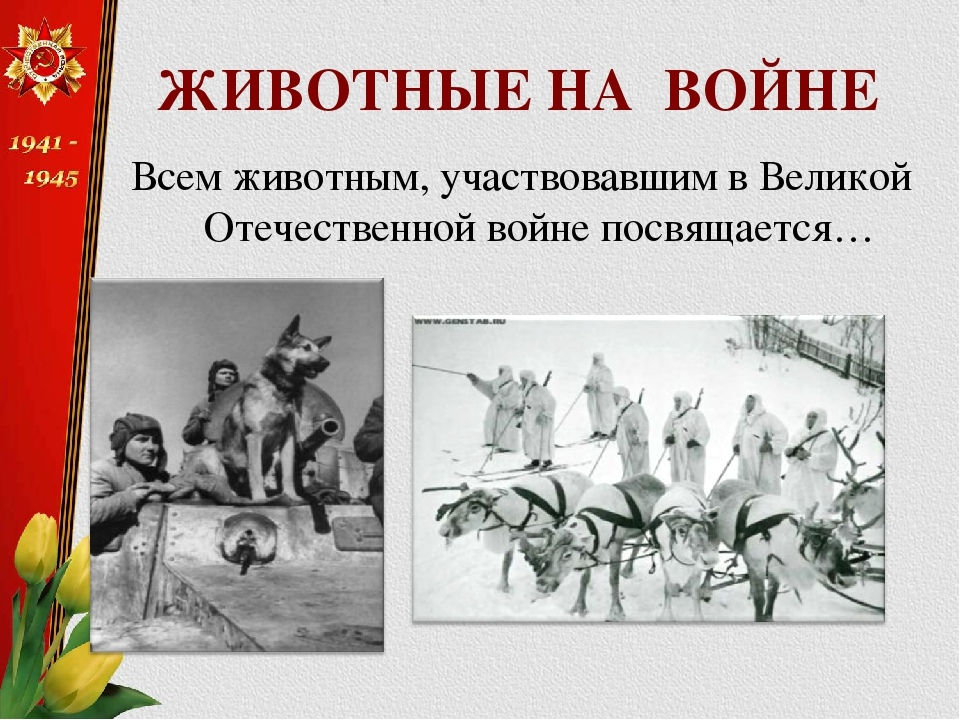 ЖИВОТНЫЕ НА ВОЙНЕ
1941 -
1945
Всем животным, участвовавшим в Великой
Отечественной войне посвящается…
WWW.GENSTAB.RU